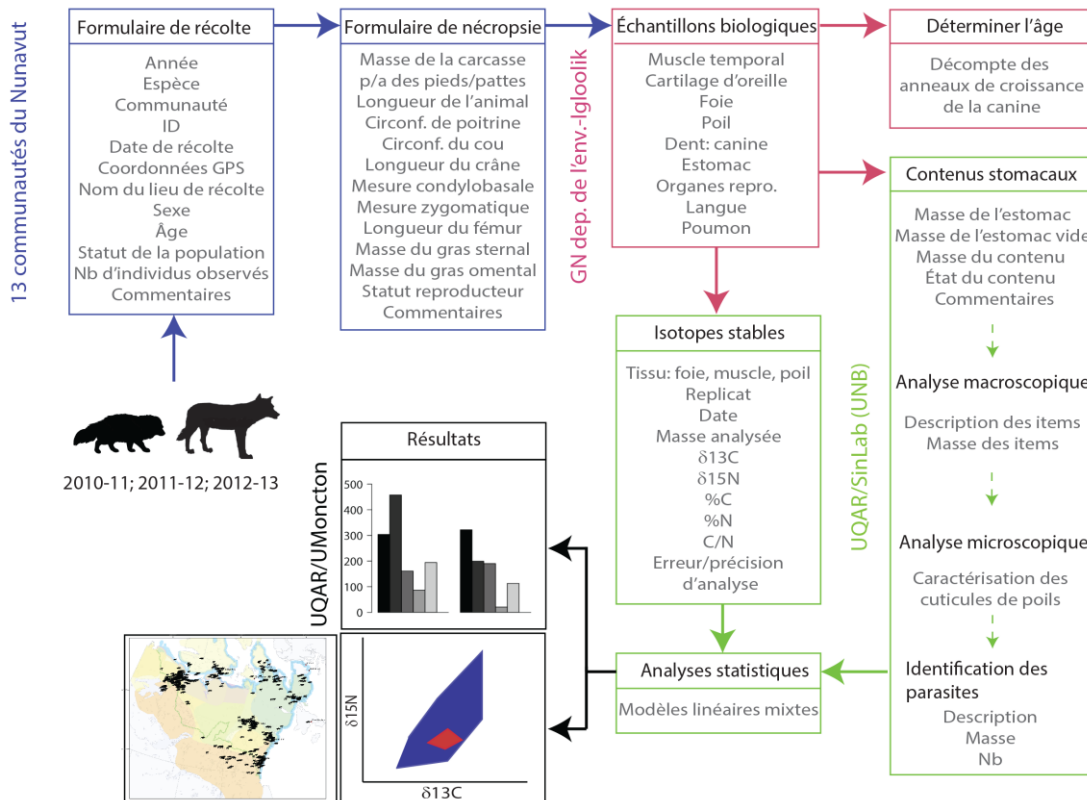 13 communautés du Nunavut
Formulaire de récolte
Année
Espèce
Communauté
ID
Date de récolte
Coordonnées GPS
Nom du lieu de récolte
Sexe
Âge
Statut de la population
Nb d'individus observés
Commentaires
2010-11; 2011-12; 2012-13
Formulaire de nécropsie
Masse de la carcasse
p/a des pieds/pattes
Longueur de l'animal
Circonf. de poitrine
Circonf. du cou
Longueur du crâne
Mesure condylobasale
Mesure zygomatique
Longueur du fémur
Masse du gras sternal
Masse du gras omental
Statut reproducteur
Commentaires
GN dep. de l'env.-Igloolik
Échantillons biologiques
Muscle temporal
Cartilage d'oreille
Foie
Poil
Dent: canine
Estomac
Organes repro.
Langue
Poumon
Déterminer l'âge
Décompte des
anneaux de croissance
de la canine
Contenus stomacaux
Masse de l'estomac
Masse de l'estomac vide
Masse du contenu
État du contenu
Commentaires
Analyse macroscopique
Description des items
Masse des items
Analyse microscopique
Caractérisation des
cuticules de poils
Identification des
parasites
Description
Masse
Nb
UQAR/SinLab (UNB)
Isotopes stables
Tissu: foie, muscle, poil
Replicat
Date
Masse analysée
δ13C
δ15N
%C
%N
C/N
Erreur/précision
d'analyse
Analyses statistiques
Modèles linéaires mixtes
UQAR/UMoncton
Résultats
500
400
300
200
100
0
δ15N
δ13C